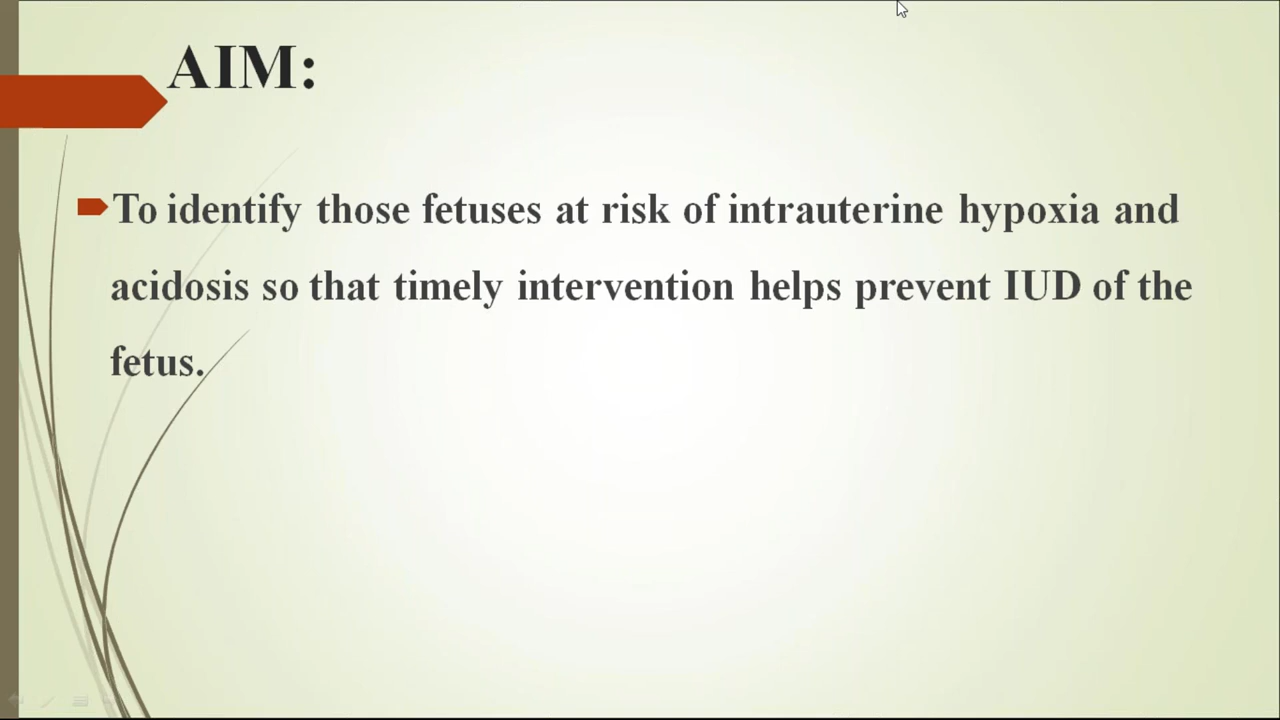 AIM:
To identify those fetuses at risk of intrauterine hypoxia and
acidosis so that timely intervention helps prevent IUD of the
fetus.